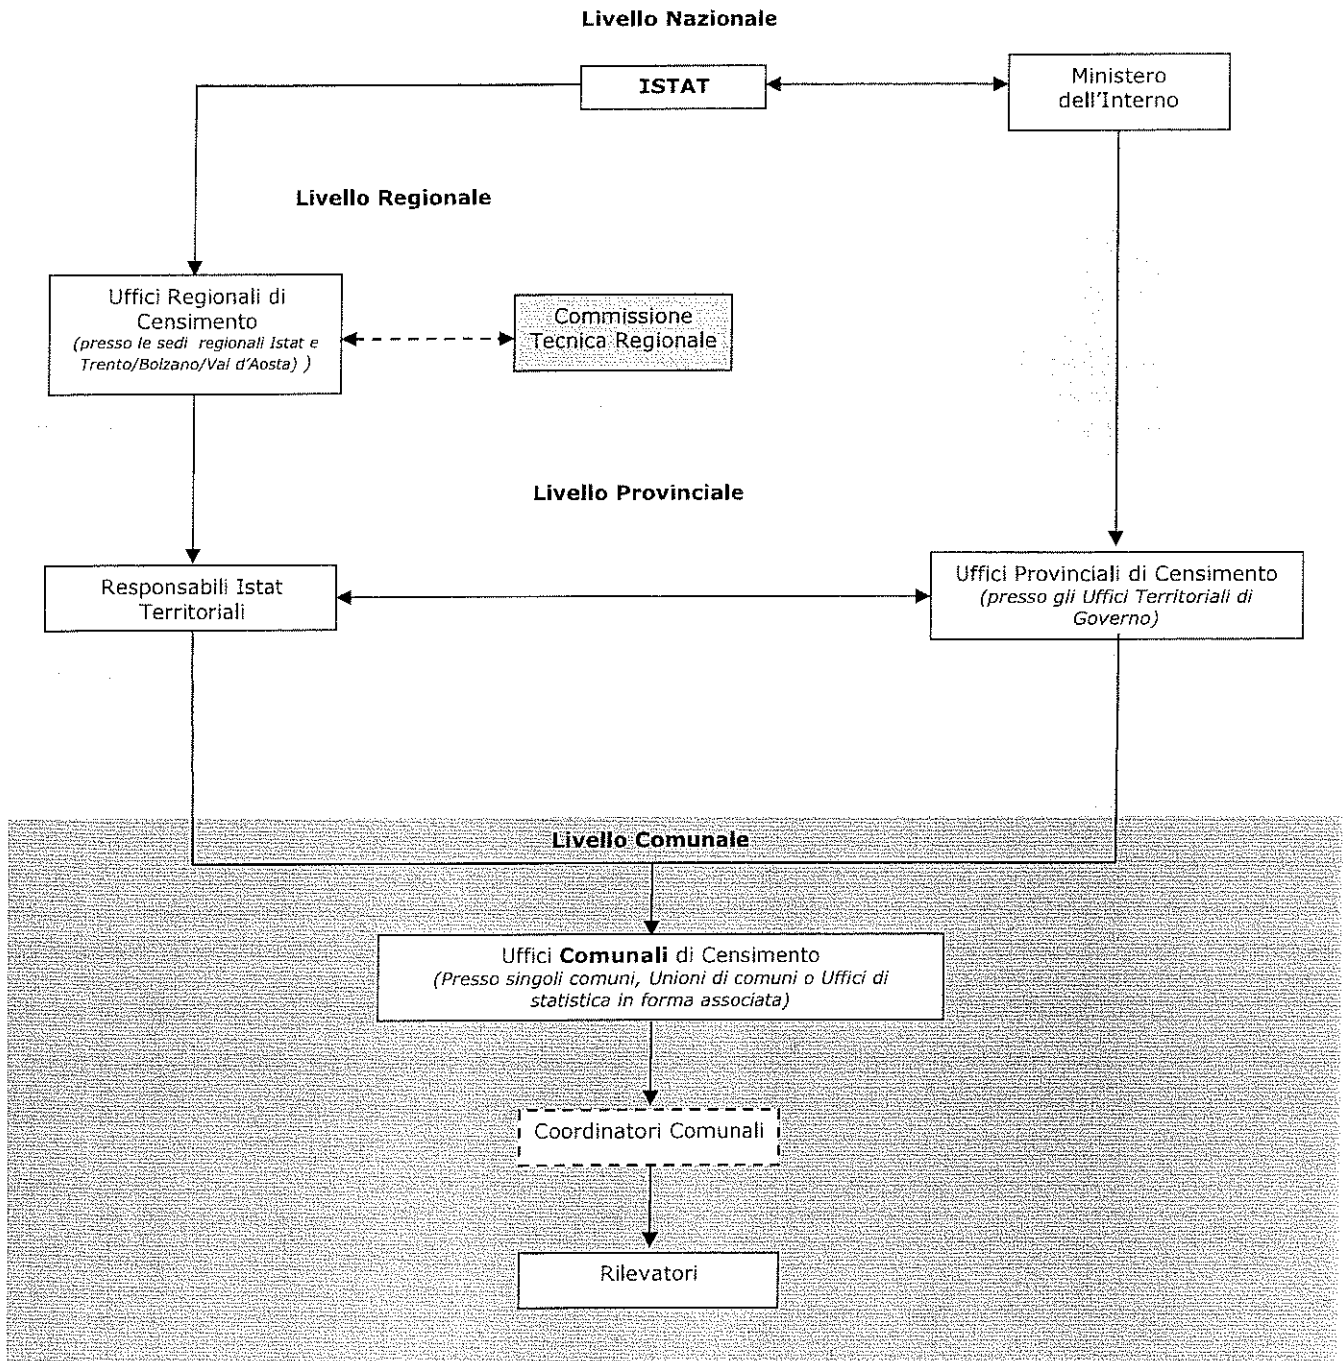 Livello Nazionale
ISTAT
Ministero
dell'Interno
Livello Regionale
Uffici Regionali di
Censimento
(presso le sedi regionali Istat e
Trento/Bolzano/Val d'Aosta) )
Commissione
Tecnica Regionale
Livello Provinciale
Responsabili Istat
Territoriali
Uffici Provinciali di Censimento
(presso gli Uffici Territoriali di
Governo)
Livello Comunale
Uffici Comunali di Censimento
(Presso singoli comuni, Unioni di comuni o Uffici di
statistica in forma associata)
Coordinatori Comunali
Rilevatori